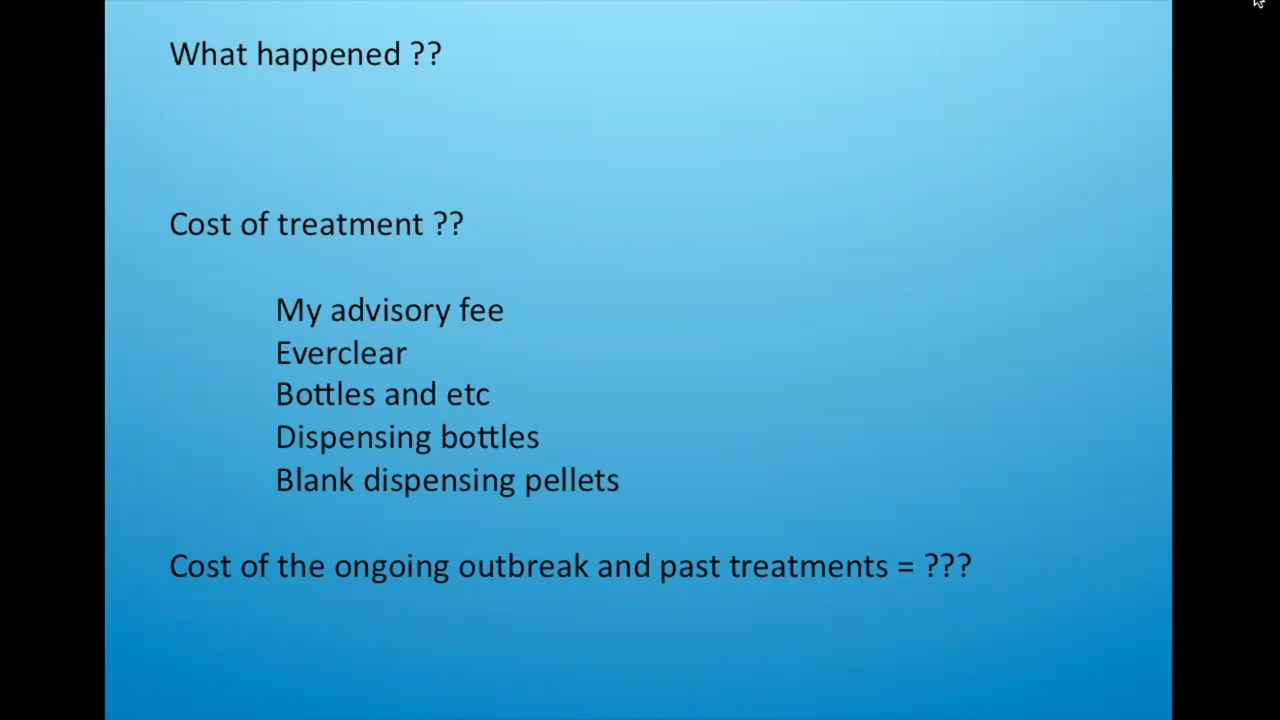 What happened ??
Cost of treatment ??
My advisory fee
Everclear
Bottles and etc
Dispensing bottles
Blank dispensing pellets
Cost of the ongoing outbreak and past treatments = ???